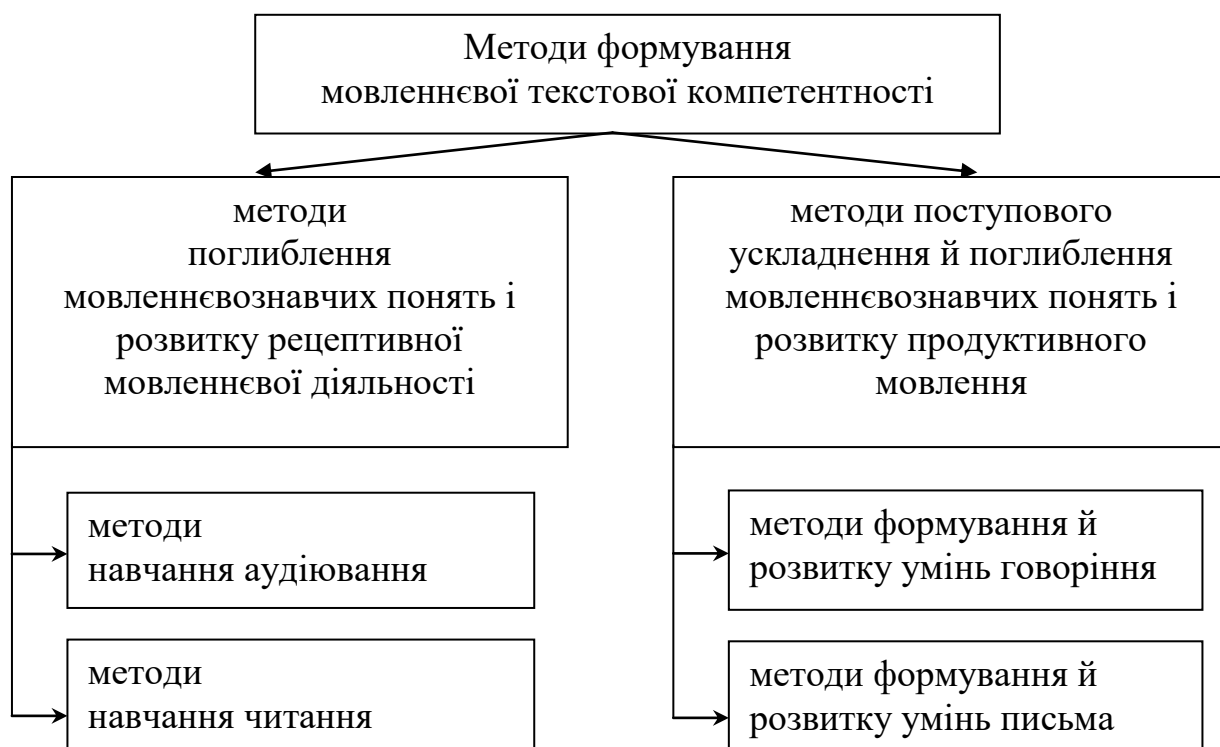 Методи формування
мовленнєвої текстової компетентності
методи
поглиблення
мовленнєвознавчих понять і
розвитку рецептивної
мовленнєвої діяльності
методи поступового
ускладнення й поглиблення
мовленнєвознавчих понять і
розвитку продуктивного
мовлення
методи
навчання аудіювання
методи
навчання читання
методи формування й
розвитку умінь говоріння
методи формування й
розвитку умінь письма